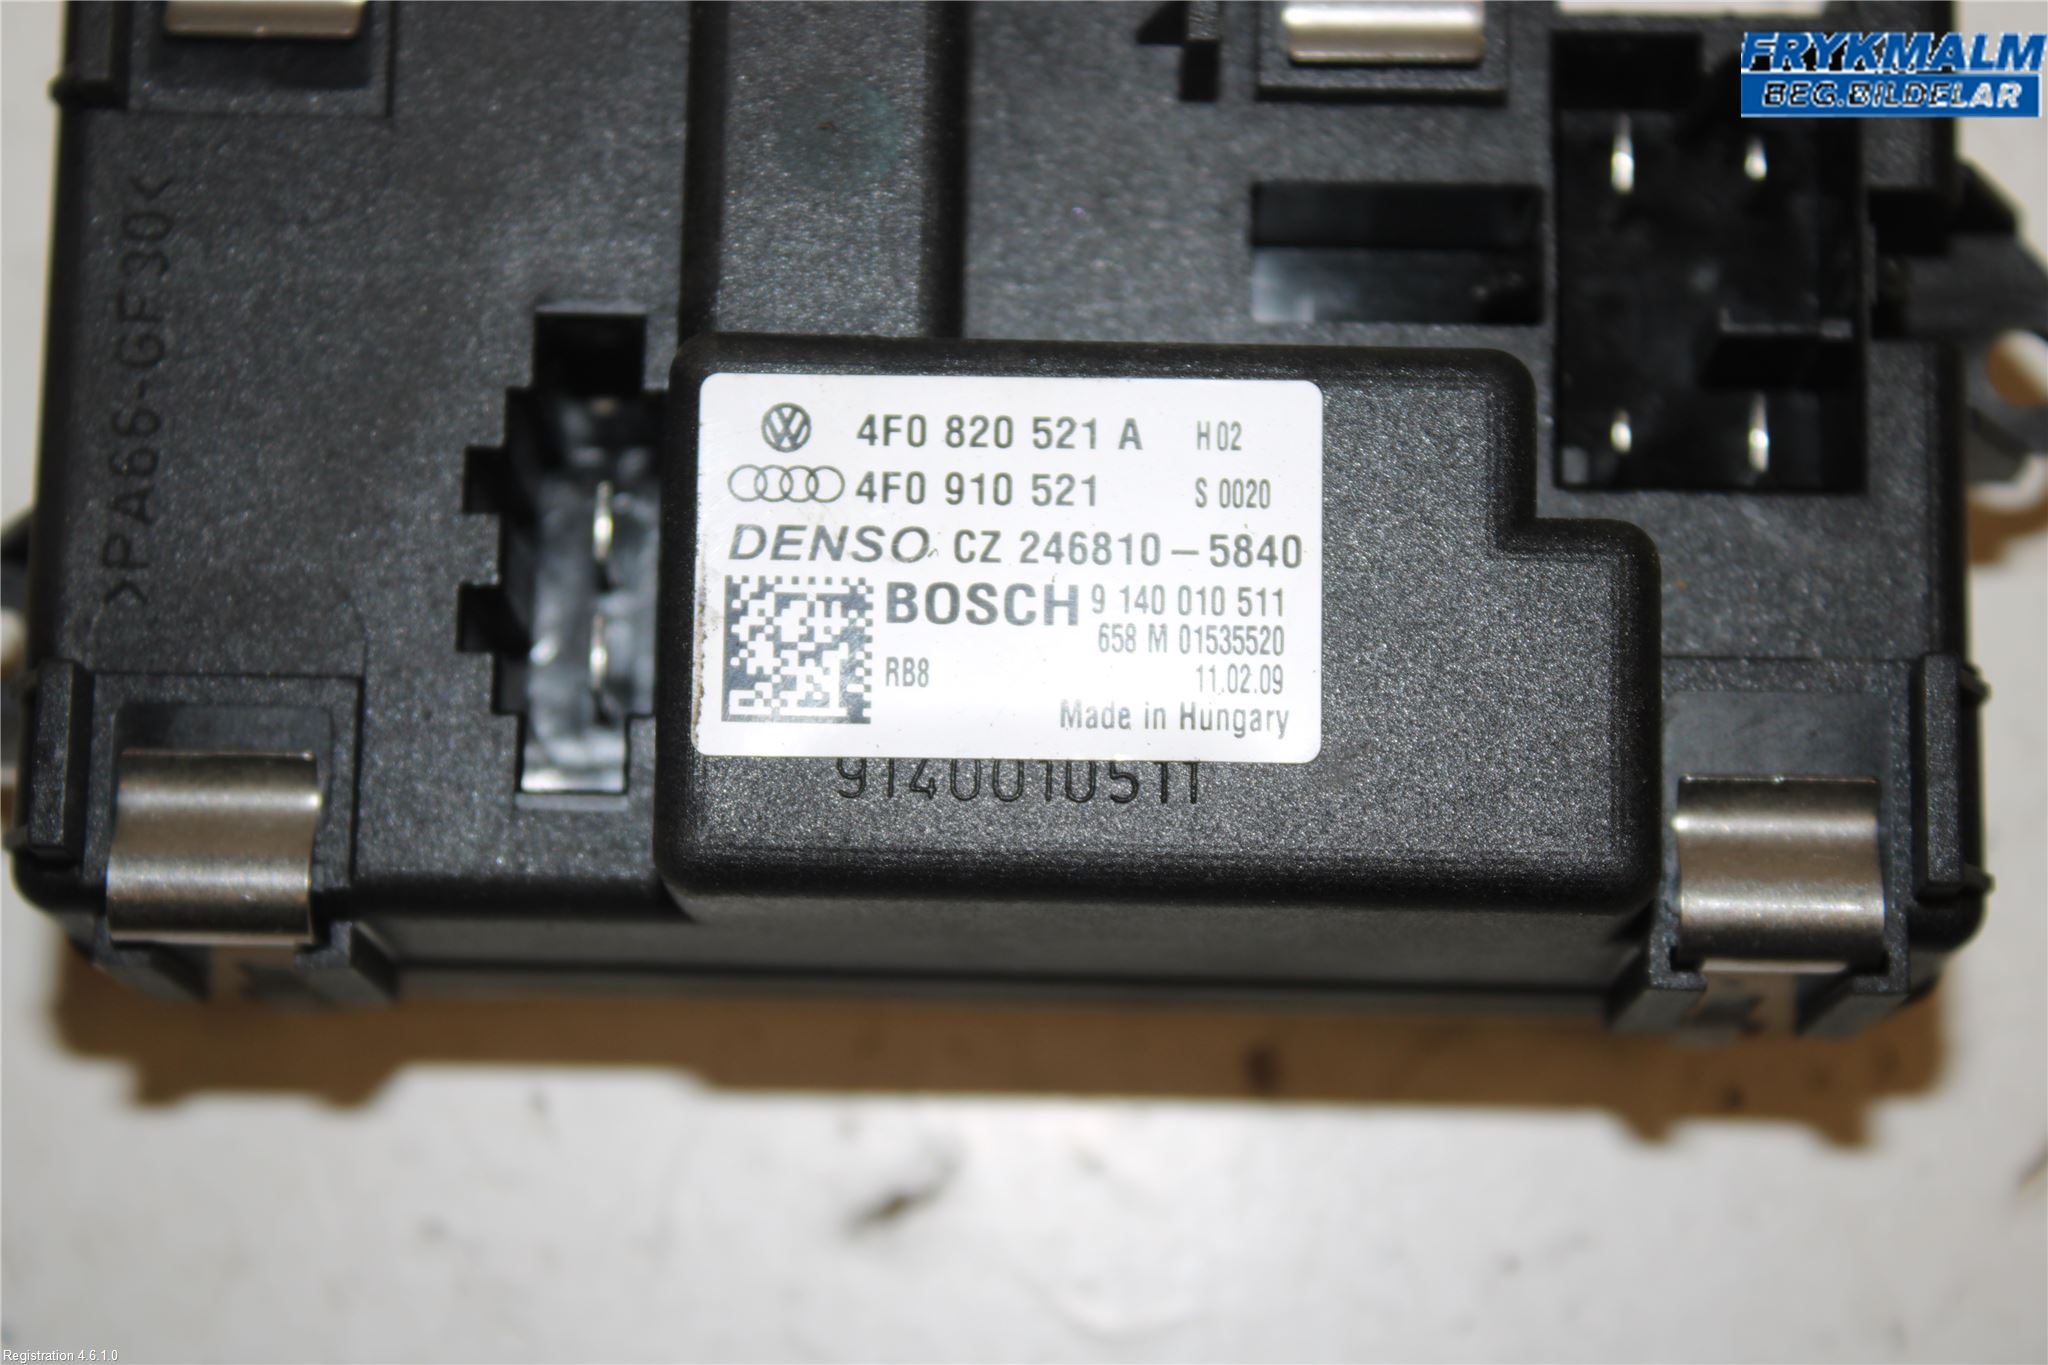 FRYKMALM
BEG.BILDELAR
>PA66-GF30<
4F0 820 521 A H02
4F0 910 521 S 0020
DENSO CZ 246810-5840
BOSCH 9 140 010 511
658 M 01535520
RB8 11.02.09
Made in Hungary
9140010511
Registration 4.6.1.0